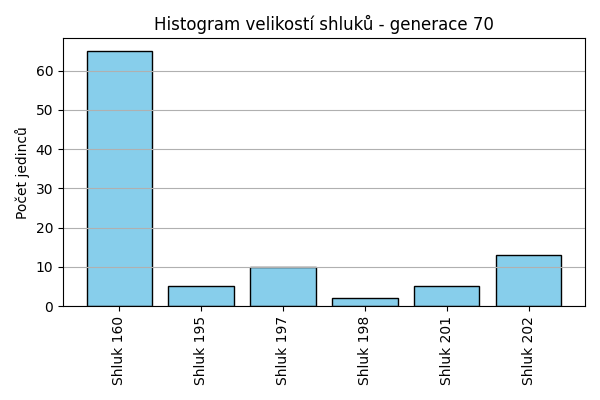 Histogram velikostí shluků - generace 70
Počet jedinců
60
50
40
30
20
10
0
Shluk 160
Shluk 195
Shluk 197
Shluk 198
Shluk 201
Shluk 202